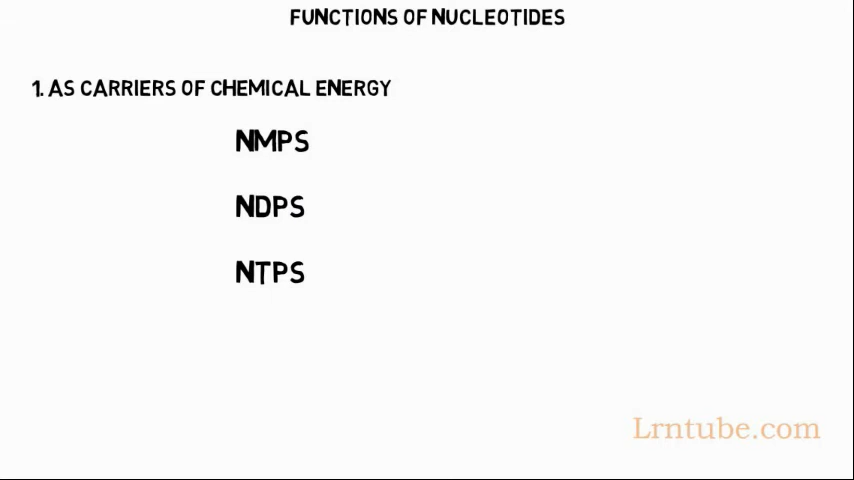 FUNCTIONS OF NUCLEOTIDES
1. AS CARRIERS OF CHEMICAL ENERGY
NMPS
NDPS
NTPS
Lrntube.com